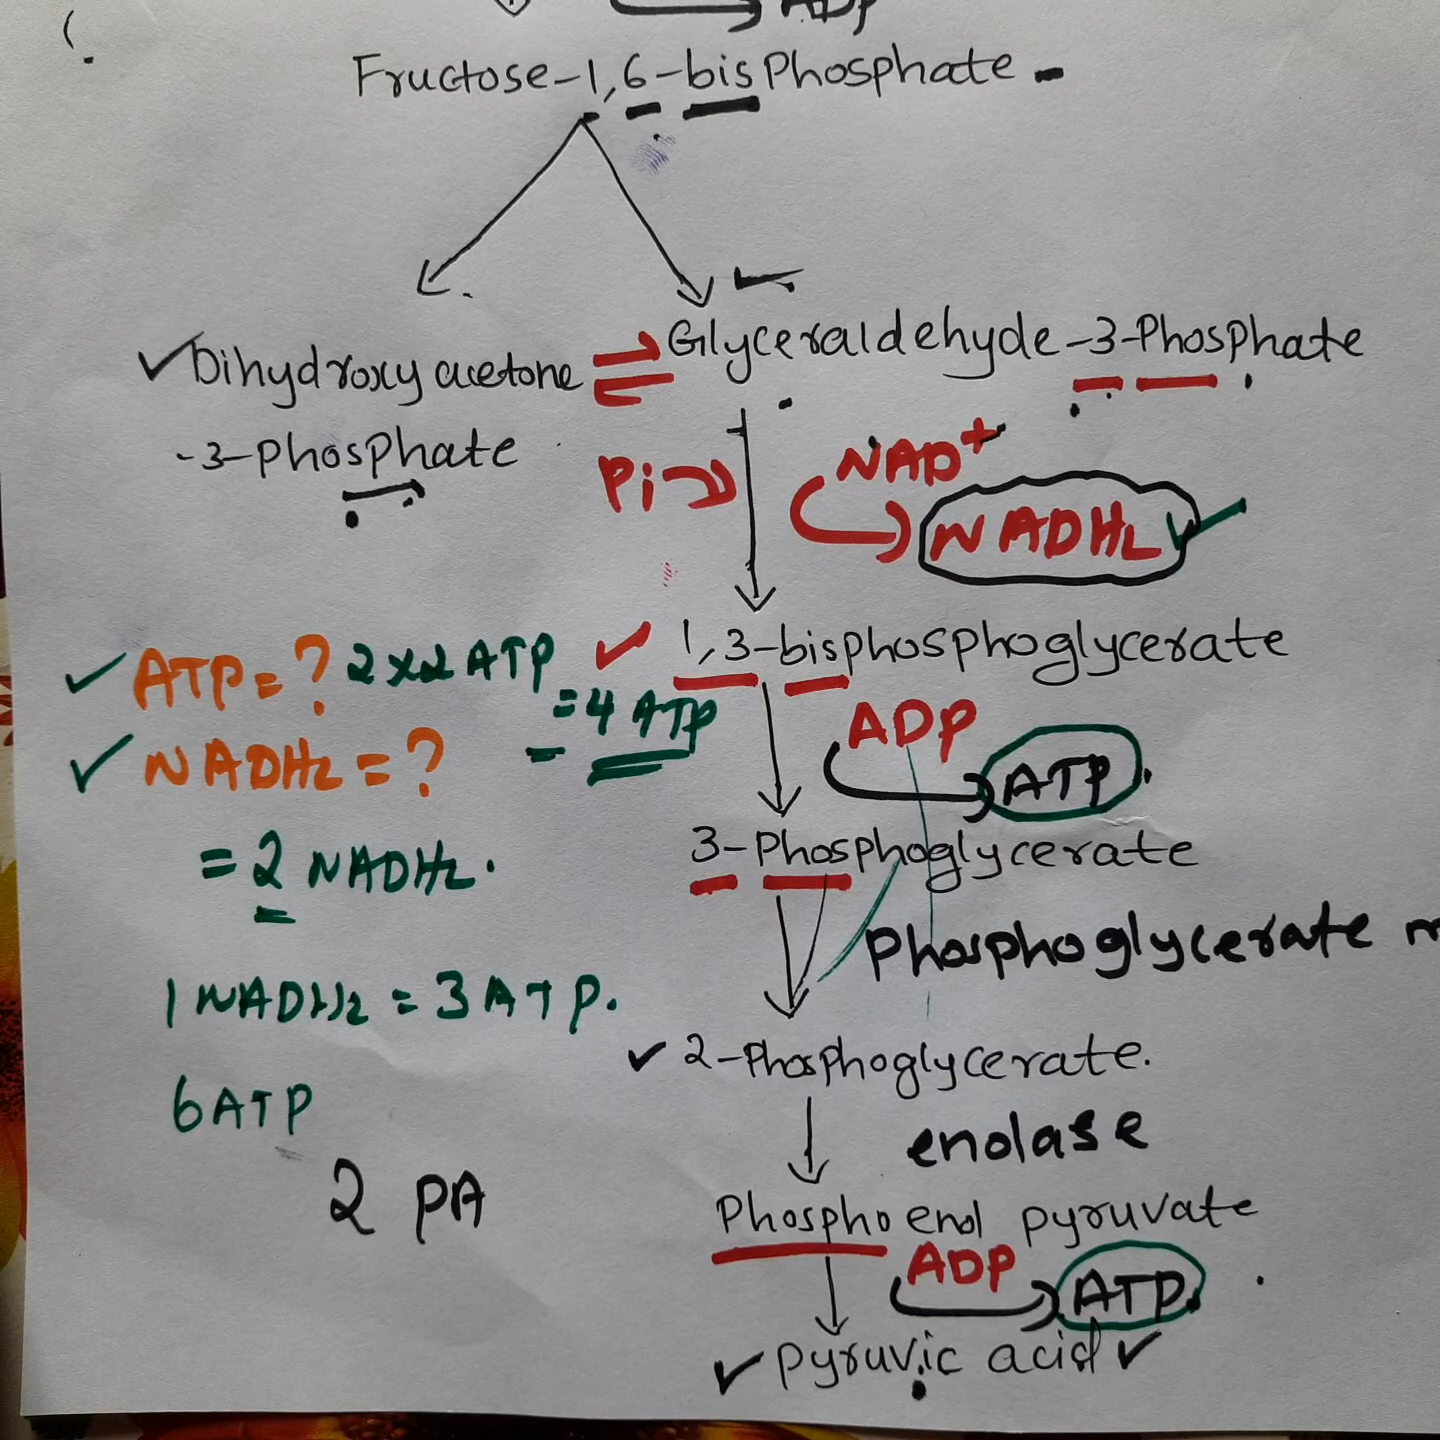 ADP
Fructose-1,6-bisPhosphate
Dihydroxy acetone
-3-phosphate
Glyceraldehyde-3-Phosphate
Pi
NAD+
NADH2
1,3-bisphosphoglycerate
ATP = ? 2x2 ATP
= 4 ATP
NADH2 = ?
= 2 NADH2.
1 NADH2 = 3 ATP.
6 ATP
2 PA
ADP
ATP
3-Phosphoglycerate
Phosphoglycerate m
2-Phosphoglycerate.
enolase
Phospho enol pyruvate
ADP
ATP
Pyruvic acid